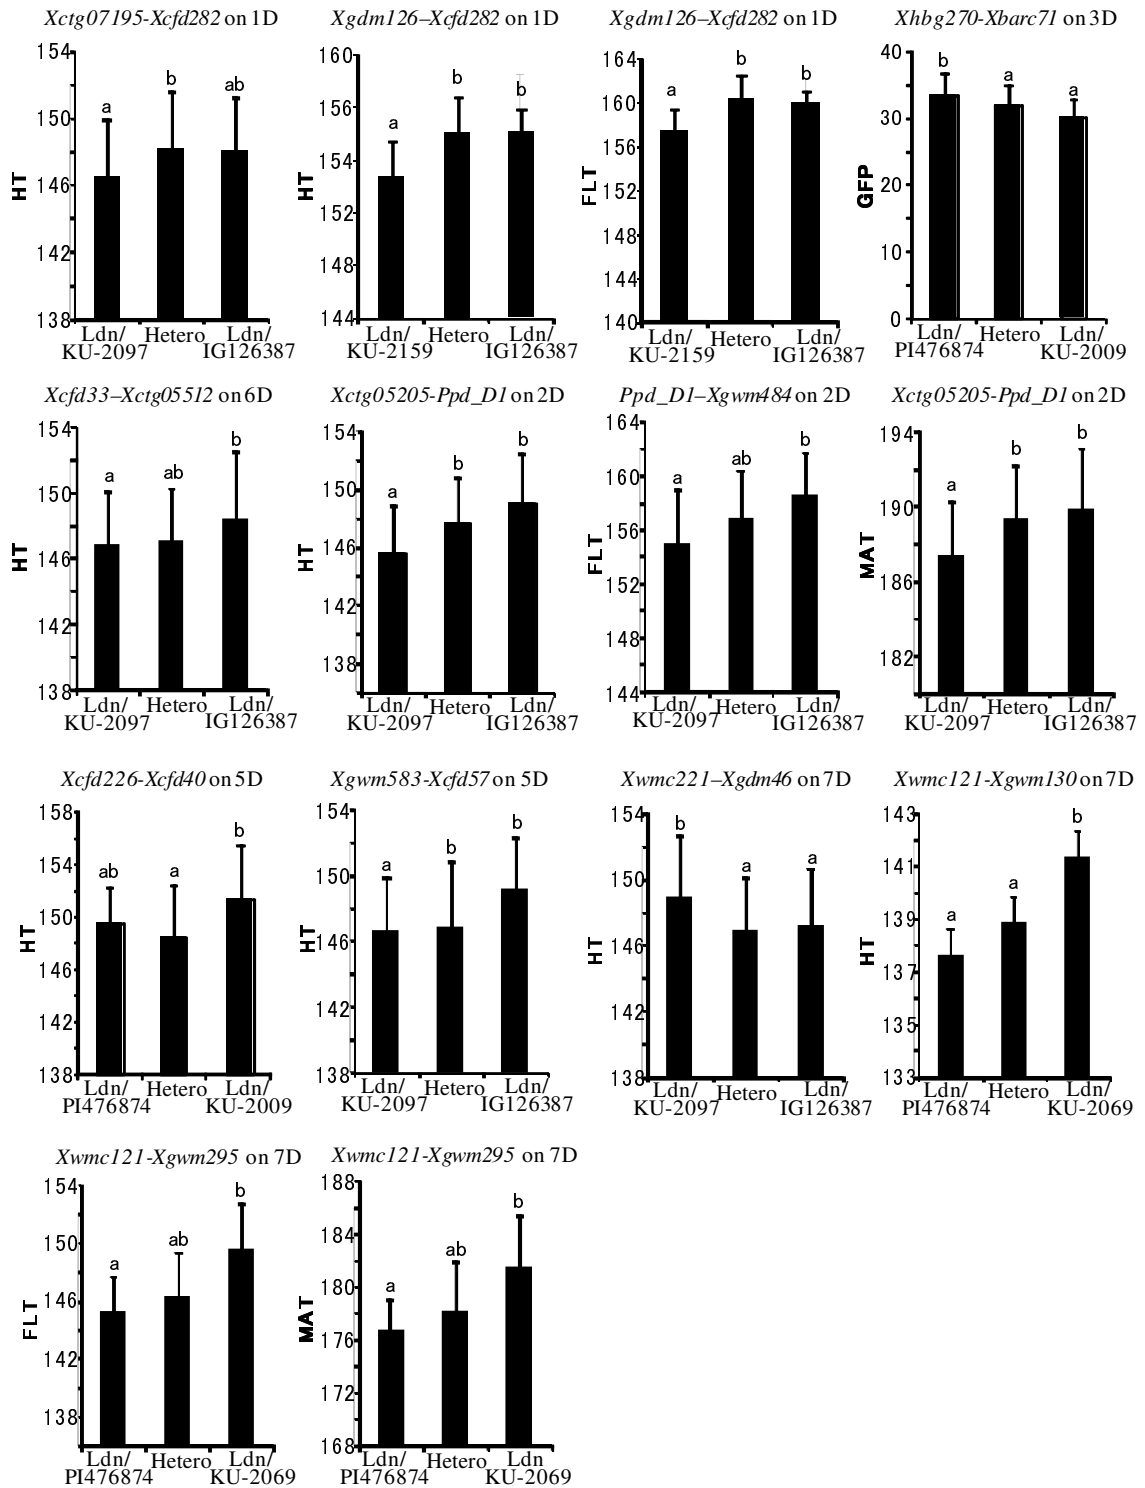 Xctg07195-Xcfd282 on 1D
154
150
146
142
138
HT
a
b
ab
Ldn/
KU-2097
Hetero
Ldn/
IG126387
Xgdm126–Xcfd282 on 1D
160
156
154
152
148
144
HT
a
b
b
Ldn/
KU-2159
Hetero
Ldn/
IG126387
Xgdm126–Xcfd282 on 1D
164
160
156
152
148
144
140
FLT
a
b
b
Ldn/
KU-2159
Hetero
Ldn/
IG126387
Xhbg270-Xbarc71 on 3D
40
30
20
10
0
GFP
b
a
a
Ldn/
PI476874
Hetero
Ldn/
KU-2009
Xcfd33–Xctg05512 on 6D
154
150
146
142
138
HT
a
ab
b
Ldn/
KU-2097
Hetero
Ldn/
IG126387
Xctg05205-Ppd_D1 on 2D
154
150
146
142
138
HT
a
b
b
Ldn/
KU-2097
Hetero
Ldn/
IG126387
Ppd_D1–Xgwm484 on 2D
164
160
156
152
148
144
FLT
a
ab
b
Ldn/
KU-2097
Hetero
Ldn/
IG126387
Xctg05205-Ppd_D1 on 2D
194
190
186
182
MAT
a
b
b
Ldn/
KU-2097
Hetero
Ldn/
IG126387
Xcfd226-Xcfd40 on 5D
158
154
150
146
142
138
HT
ab
a
b
Ldn/
PI476874
Hetero
Ldn/
KU-2009
Xgwm583-Xcfd57 on 5D
154
150
146
142
138
HT
a
b
b
Ldn/
KU-2097
Hetero
Ldn/
IG126387
Xwmc221–Xgdm46 on 7D
154
150
146
142
138
HT
b
a
a
Ldn/
KU-2097
Hetero
Ldn/
IG126387
Xwmc121-Xgwm130 on 7D
143
141
139
137
135
133
HT
a
a
b
Ldn/
PI476874
Hetero
Ldn/
KU-2069
Xwmc121-Xgwm295 on 7D
154
150
146
142
138
FLT
a
ab
b
Ldn/
PI476874
Hetero
Ldn/
KU-2069
Xwmc121-Xgwm295 on 7D
188
184
180
176
172
168
MAT
a
ab
b
Ldn/
PI476874
Hetero
Ldn
KU-2069